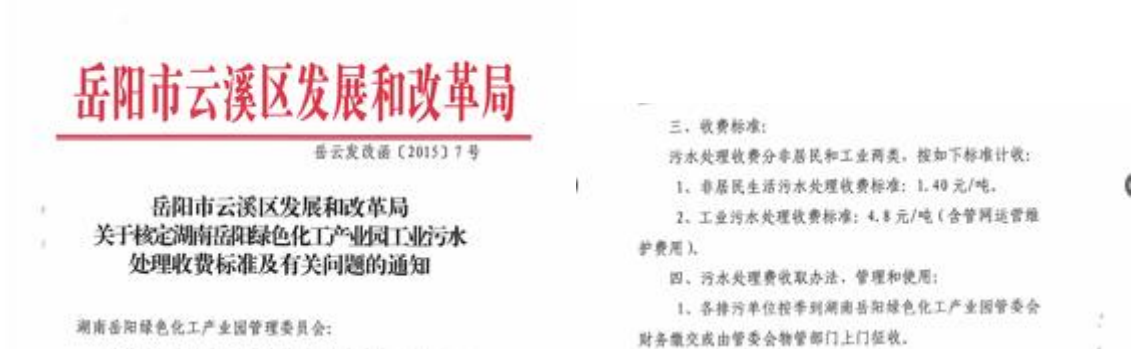 岳阳市云溪区发展和改革局
岳云发改函〔2015〕7号
岳阳市云溪区发展和改革局
关于核定湖南岳阳绿色化工产业园工业污水
处理收费标准及有关问题的通知
湖南岳阳绿色化工产业园管理委员会：
三、收费标准：
污水处理收费分非居民和工业两类，按如下标准计收：
1、非居民生活污水处理收费标准：1.40元/吨。
2、工业污水处理收费标准：4.8元/吨（含管网运营维
护费用）。
四、污水处理费收取办法、管理和使用：
1、各排污单位按季到湖南岳阳绿色化工产业园管委会
财务缴交或由管委会物管部门上门征收。